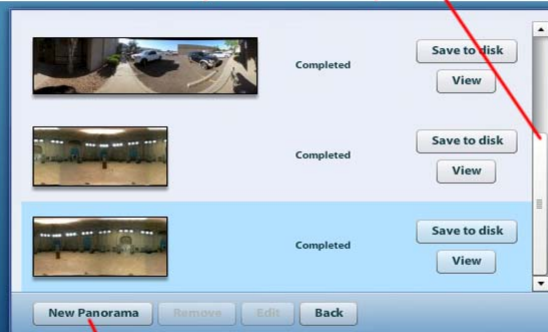 Save to disk
Completed
View
Save to disk
Completed
View
Save to disk
Completed
View
New Panorama Remove Edit Back